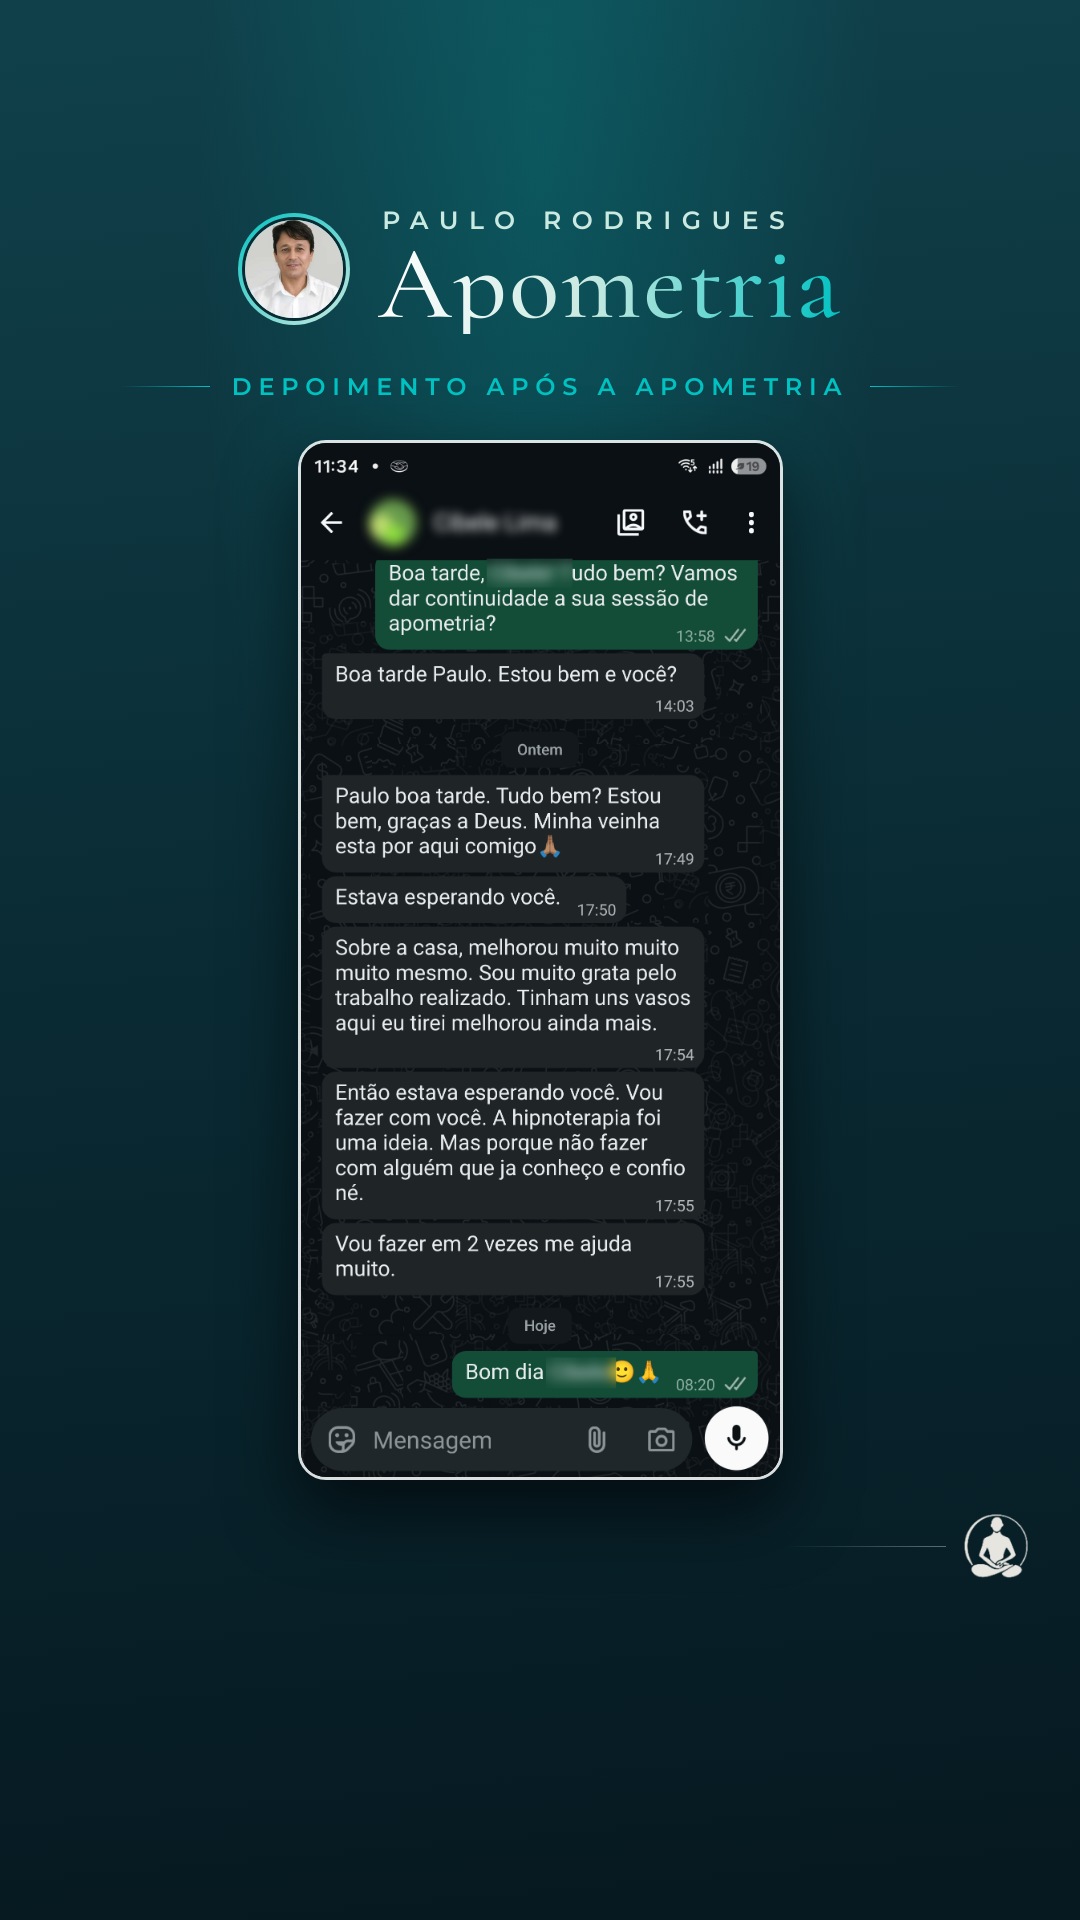 PAULO RODRIGUES
Apometria
DEPOIMENTO APÓS A APOMETRIA
11:34
19
Boa tarde, udo bem? Vamos
dar continuidade a sua sessão de
apometria?
13:58
Boa tarde Paulo. Estou bem e você?
14:03
Ontem
Paulo boa tarde. Tudo bem? Estou
bem, graças a Deus. Minha veinha
esta por aqui comigo🙏🏽
17:49
Estava esperando você.
17:50
Sobre a casa, melhorou muito muito
muito mesmo. Sou muito grata pelo
trabalho realizado. Tinham uns vasos
aqui eu tirei melhorou ainda mais.
17:54
Então estava esperando você. Vou
fazer com você. A hipnoterapia foi
uma ideia. Mas porque não fazer
com alguém que ja conheço e confio
né.
17:55
Vou fazer em 2 vezes me ajuda
muito.
17:55
Hoje
Bom dia 🙂🙏
08:20
Mensagem